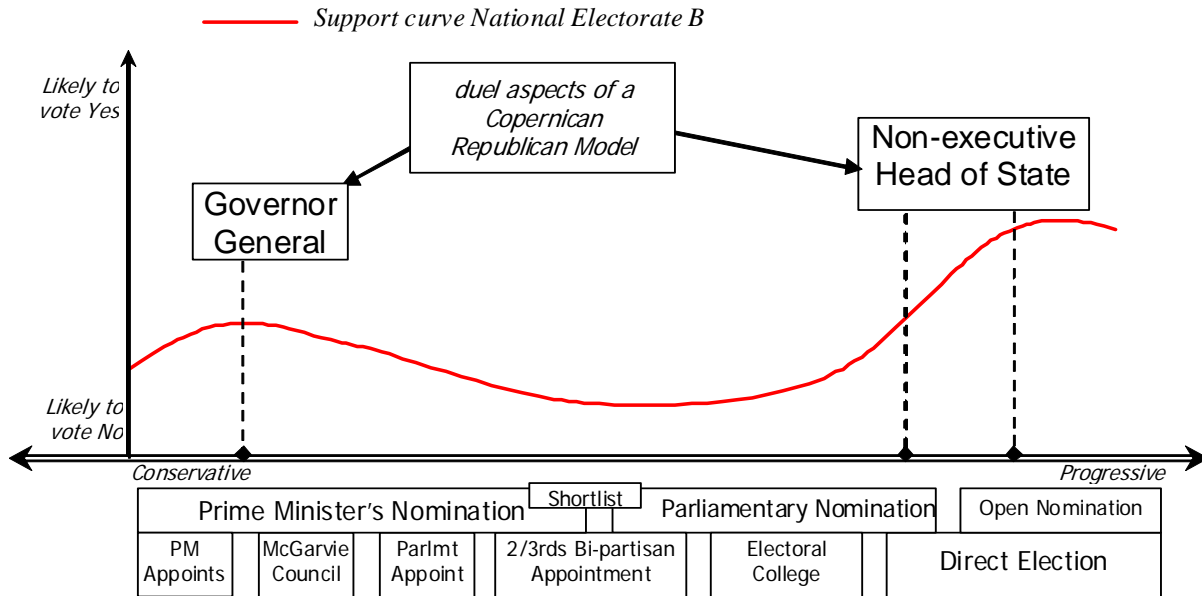 Support curve National Electorate B
Likely to
vote Yes
duel aspects of a
Copernican
Republican Model
Non-executive
Head of State
Governor
General
Likely to
vote No
Conservative
Progressive
Shortlist
Prime Minister's Nomination
Parliamentary Nomination
Open Nomination
PM
Appoints
McGarvie
Council
Parlmt
Appoint
2/3rds Bi-partisan
Appointment
Electoral
College
Direct Election